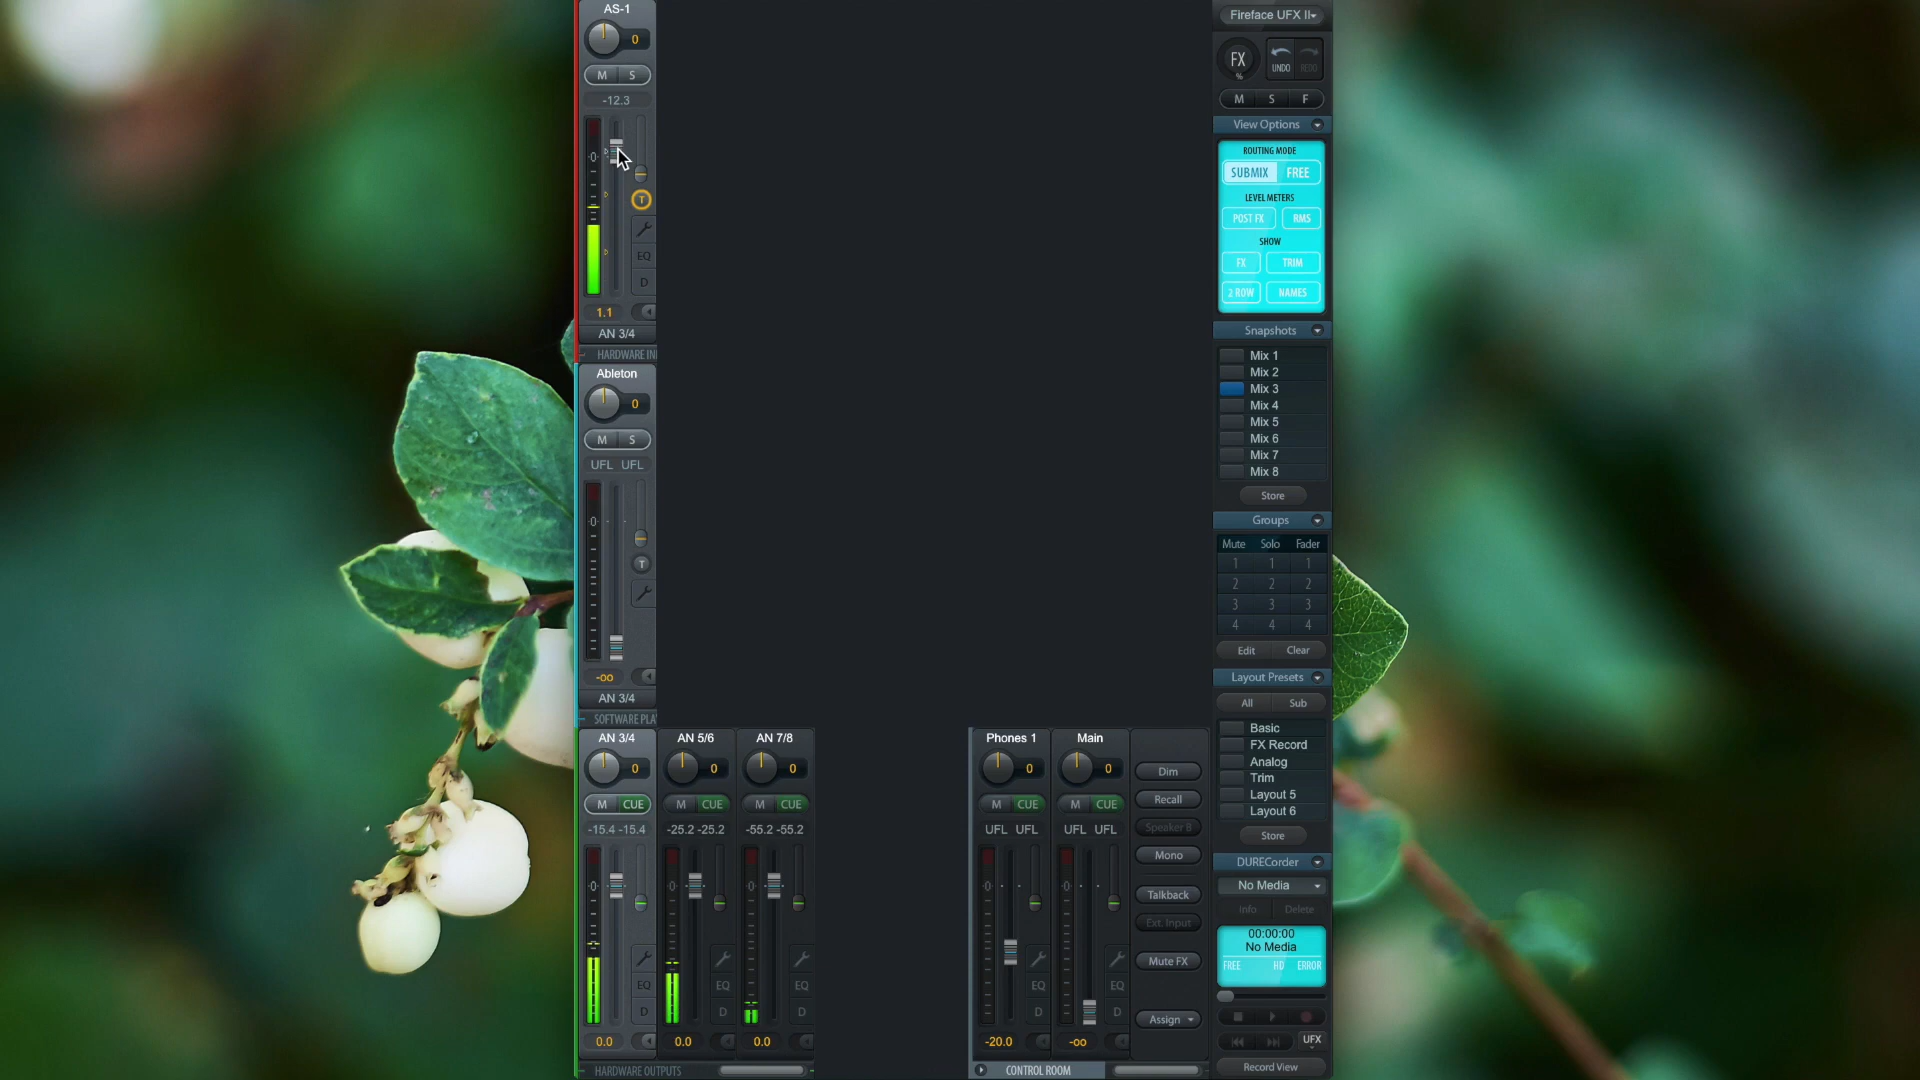 AS-1
0
M S
-12.3
0
T
EQ
D
1.1
AN 3/4
HARDWARE IN
Ableton
0
M S
UFL UFL
0
T
-oo
AN 3/4
SOFTWARE PLA
AN 3/4
0
M CUE
-15.4 -15.4
0
EQ
D
0.0
AN 5/6
0
M CUE
-25.2 -25.2
0
EQ
D
0.0
AN 7/8
0
M CUE
-55.2 -55.2
0
EQ
D
0.0
HARDWARE OUTPUTS
Phones 1
0
M CUE
UFL UFL
0
EQ
D
-20.0
Main
0
M CUE
UFL UFL
0
EQ
D
-oo
Dim
Recall
Speaker B
Mono
Talkback
Ext. Input
Mute FX
Assign
CONTROL ROOM
Fireface UFX II
FX
%
UNDO REDO
M S F
View Options
ROUTING MODE
SUBMIX FREE
LEVEL METERS
POST FX RMS
SHOW
FX TRIM
2 ROW NAMES
Snapshots
Mix 1
Mix 2
Mix 3
Mix 4
Mix 5
Mix 6
Mix 7
Mix 8
Store
Groups
Mute Solo Fader
1 1 1
2 2 2
3 3 3
4 4 4
Edit Clear
Layout Presets
All Sub
Basic
FX Record
Analog
Trim
Layout 5
Layout 6
Store
DURECorder
No Media
Info Delete
00:00:00
No Media
FREE HD ERROR
UFX
Record View